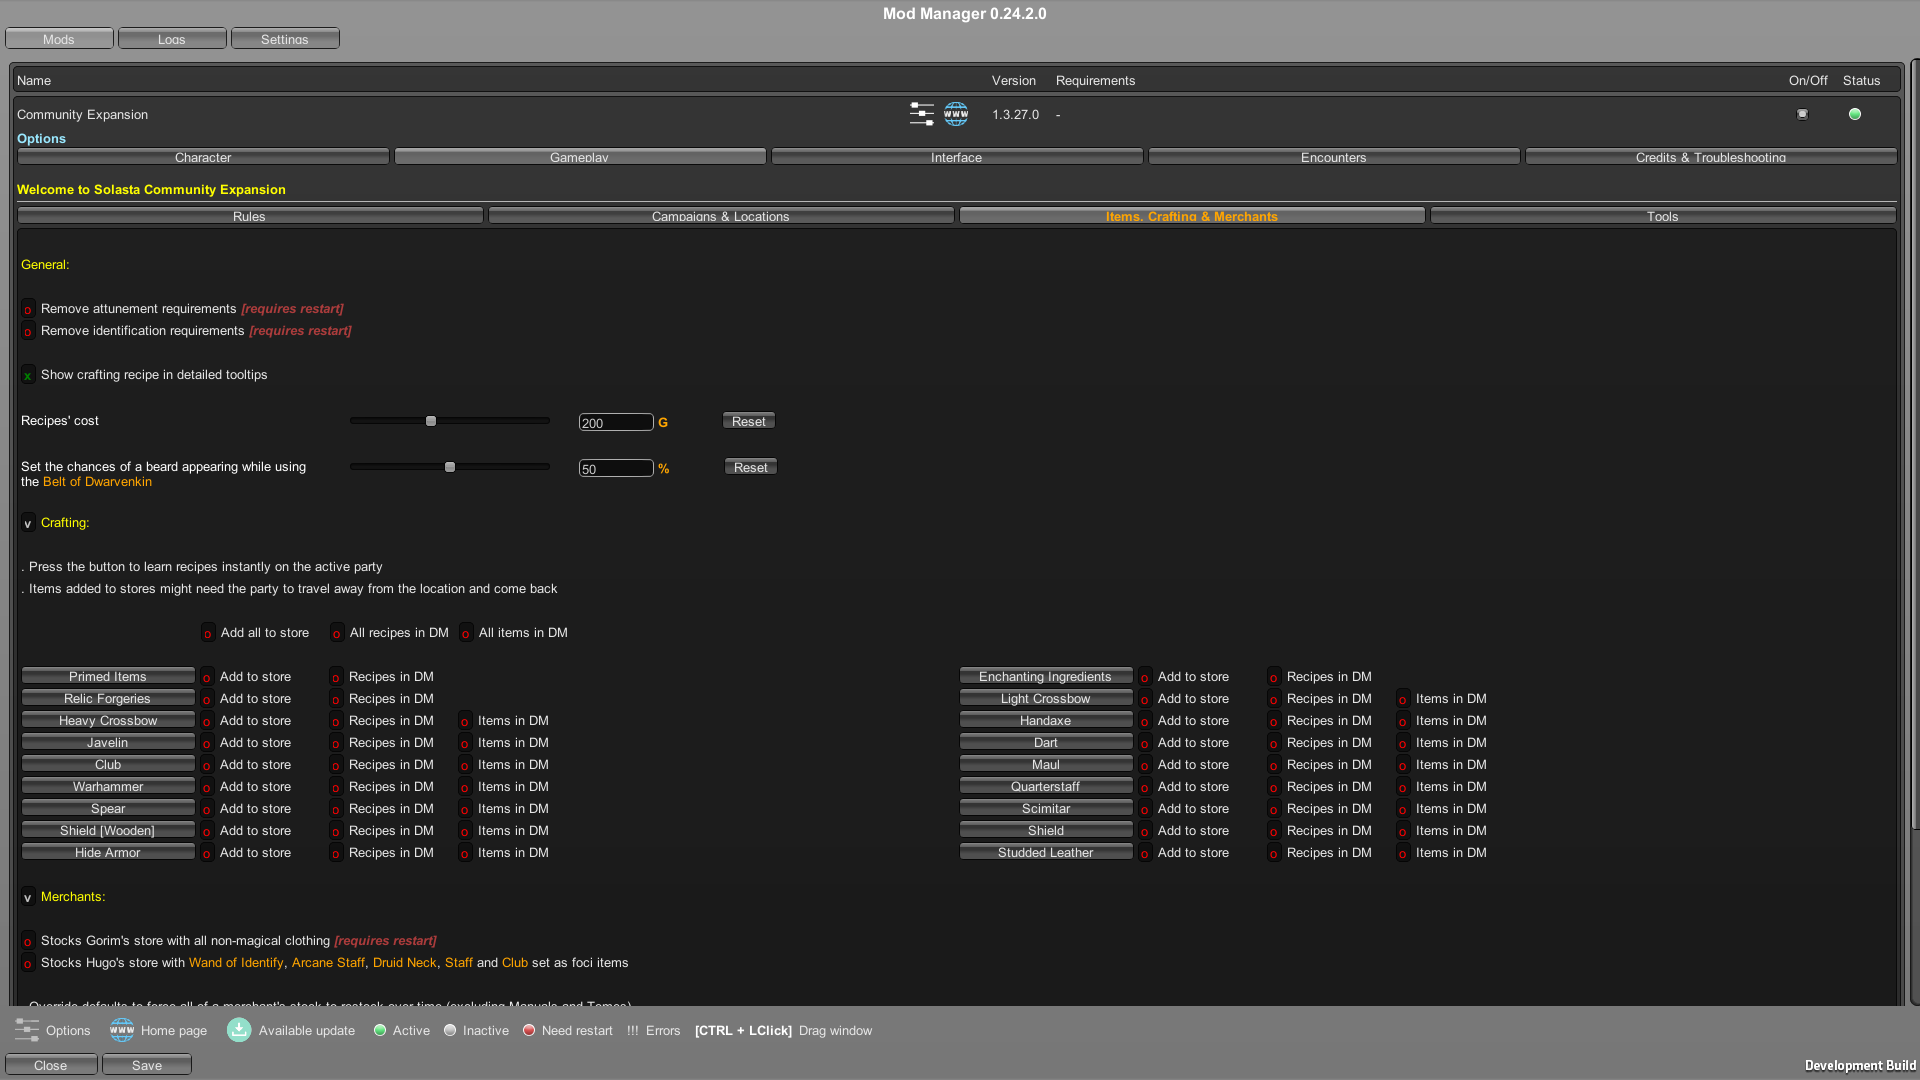 Mod Manager 0.24.2.0
Mods Logs Settings
Name Version Requirements On/Off Status
Community Expansion WWW 1.3.27.0 - 
Options
Character Gameplay Interface Encounters Credits & Troubleshooting
Welcome to Solasta Community Expansion
Rules Campaigns & Locations Items, Crafting & Merchants Tools
General:
o Remove attunement requirements [requires restart]
o Remove identification requirements [requires restart]
x Show crafting recipe in detailed tooltips
Recipes' cost 200 G Reset
Set the chances of a beard appearing while using
the Belt of Dwarvenkin 50 % Reset
v Crafting:
. Press the button to learn recipes instantly on the active party
. Items added to stores might need the party to travel away from the location and come back
o Add all to store o All recipes in DM o All items in DM
Primed Items o Add to store o Recipes in DM Enchanting Ingredients o Add to store o Recipes in DM
Relic Forgeries o Add to store o Recipes in DM Light Crossbow o Add to store o Recipes in DM o Items in DM
Heavy Crossbow o Add to store o Recipes in DM o Items in DM Handaxe o Add to store o Recipes in DM o Items in DM
Javelin o Add to store o Recipes in DM o Items in DM Dart o Add to store o Recipes in DM o Items in DM
Club o Add to store o Recipes in DM o Items in DM Maul o Add to store o Recipes in DM o Items in DM
Warhammer o Add to store o Recipes in DM o Items in DM Quarterstaff o Add to store o Recipes in DM o Items in DM
Spear o Add to store o Recipes in DM o Items in DM Scimitar o Add to store o Recipes in DM o Items in DM
Shield [Wooden] o Add to store o Recipes in DM o Items in DM Shield o Add to store o Recipes in DM o Items in DM
Hide Armor o Add to store o Recipes in DM o Items in DM Studded Leather o Add to store o Recipes in DM o Items in DM
v Merchants:
o Stocks Gorim's store with all non-magical clothing [requires restart]
o Stocks Hugo's store with Wand of Identify, Arcane Staff, Druid Neck, Staff and Club set as foci items
. Override defaults to force all of a merchant's stock to restock over time (excluding Manuals and Tomes)
Options WWW Home page Available update Active Inactive Need restart !!! Errors [CTRL + LClick] Drag window
Close Save
Development Build